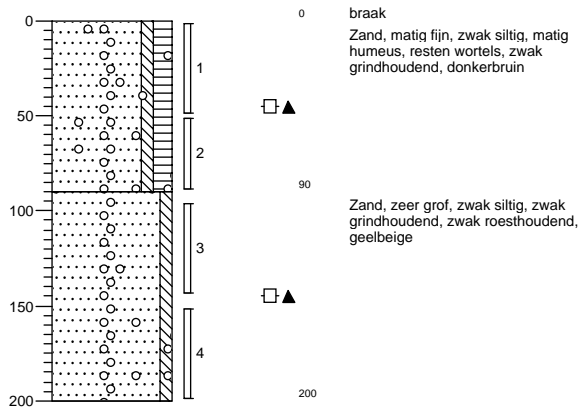 0
50
100
150
200
1
2
3
4
0
braak
Zand, matig fijn, zwak siltig, matig
humeus, resten wortels, zwak
grindhoudend, donkerbruin
90
Zand, zeer grof, zwak siltig, zwak
grindhoudend, zwak roesthoudend,
geelbeige
200